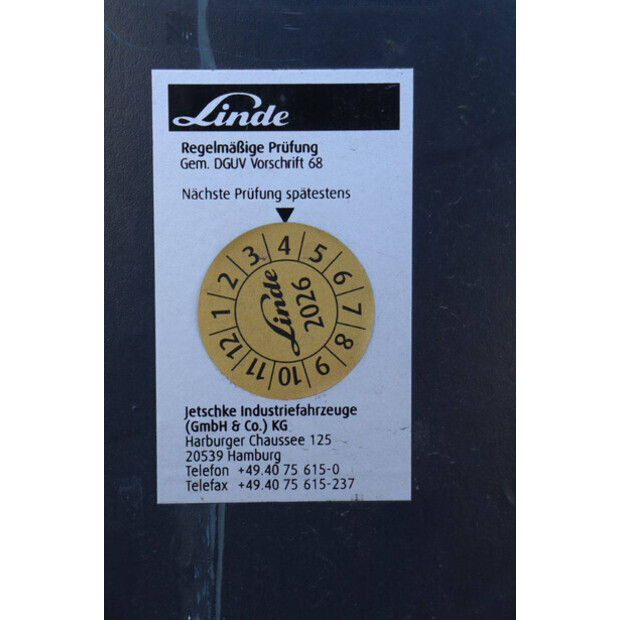 Linde
Regelmäßige Prüfung
Gem. DGUV Vorschrift 68
Nächste Prüfung spätestens
1 2 3 4 5 6 7 8 9 10 11 12
Linde
2026
Jetschke Industriefahrzeuge
(GmbH & Co.) KG
Harburger Chaussee 125
20539 Hamburg
Telefon +49.40 75 615-0
Telefax +49.40 75 615-237